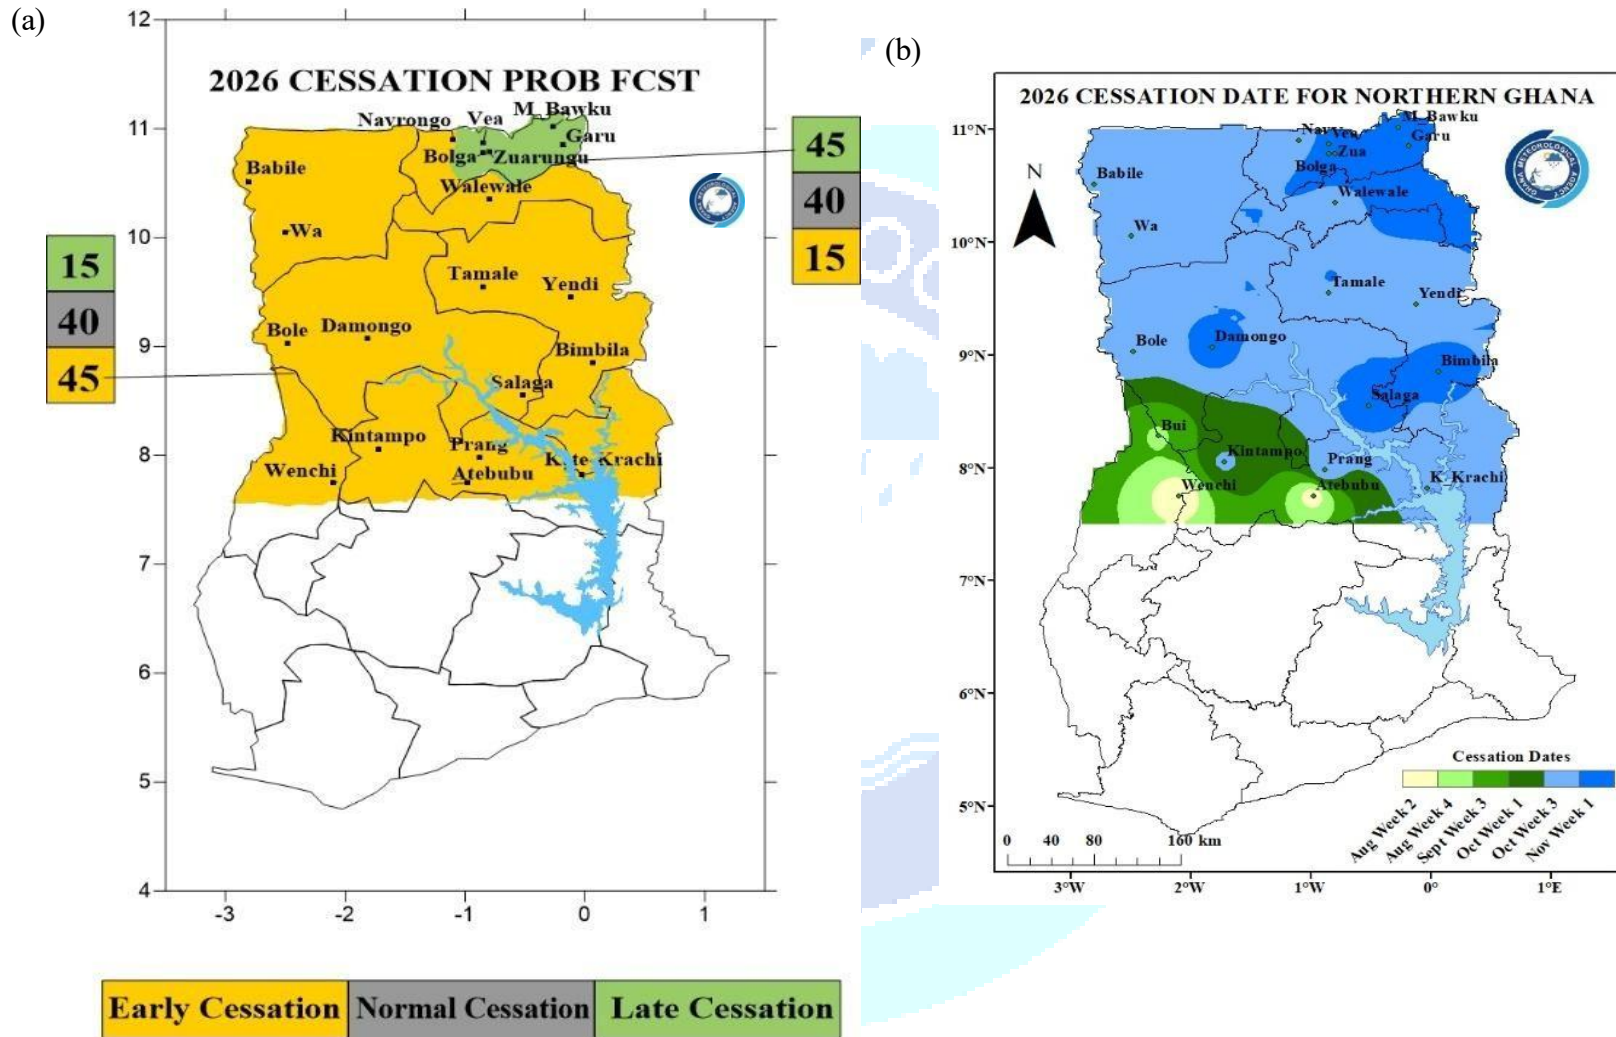 (a)
2026 CESSATION PROB FCST
12
11
10
9
8
7
6
5
4
-3
-2
-1
0
1
Navrongo
Vea
M_Bawku
Garu
Bolga
Zuarungu
Babile
Walewale
Wa
Tamale
Yendi
Bole
Damongo
Bimbila
Salaga
Kintampo
Prang
Wenchi
Atebubu
Kete_Krachi
15
40
45
45
40
15
Early Cessation
Normal Cessation
Late Cessation
(b)
2026 CESSATION DATE FOR NORTHERN GHANA
11°N
10°N
9°N
8°N
7°N
6°N
5°N
3°W
2°W
1°W
0°
1°E
N
M_Bawku
Vea
Garu
Zua
Bolga
Babile
Walewale
Wa
Tamale
Yendi
Bole
Damongo
Bimbila
Salaga
Bui
Kintampo
Prang
Wenchi
Atebubu
K_Krachi
Cessation Dates
Aug Week 2
Aug Week 4
Sept Week 3
Oct Week 1
Oct Week 3
Nov Week 1
0 40 80 160 km